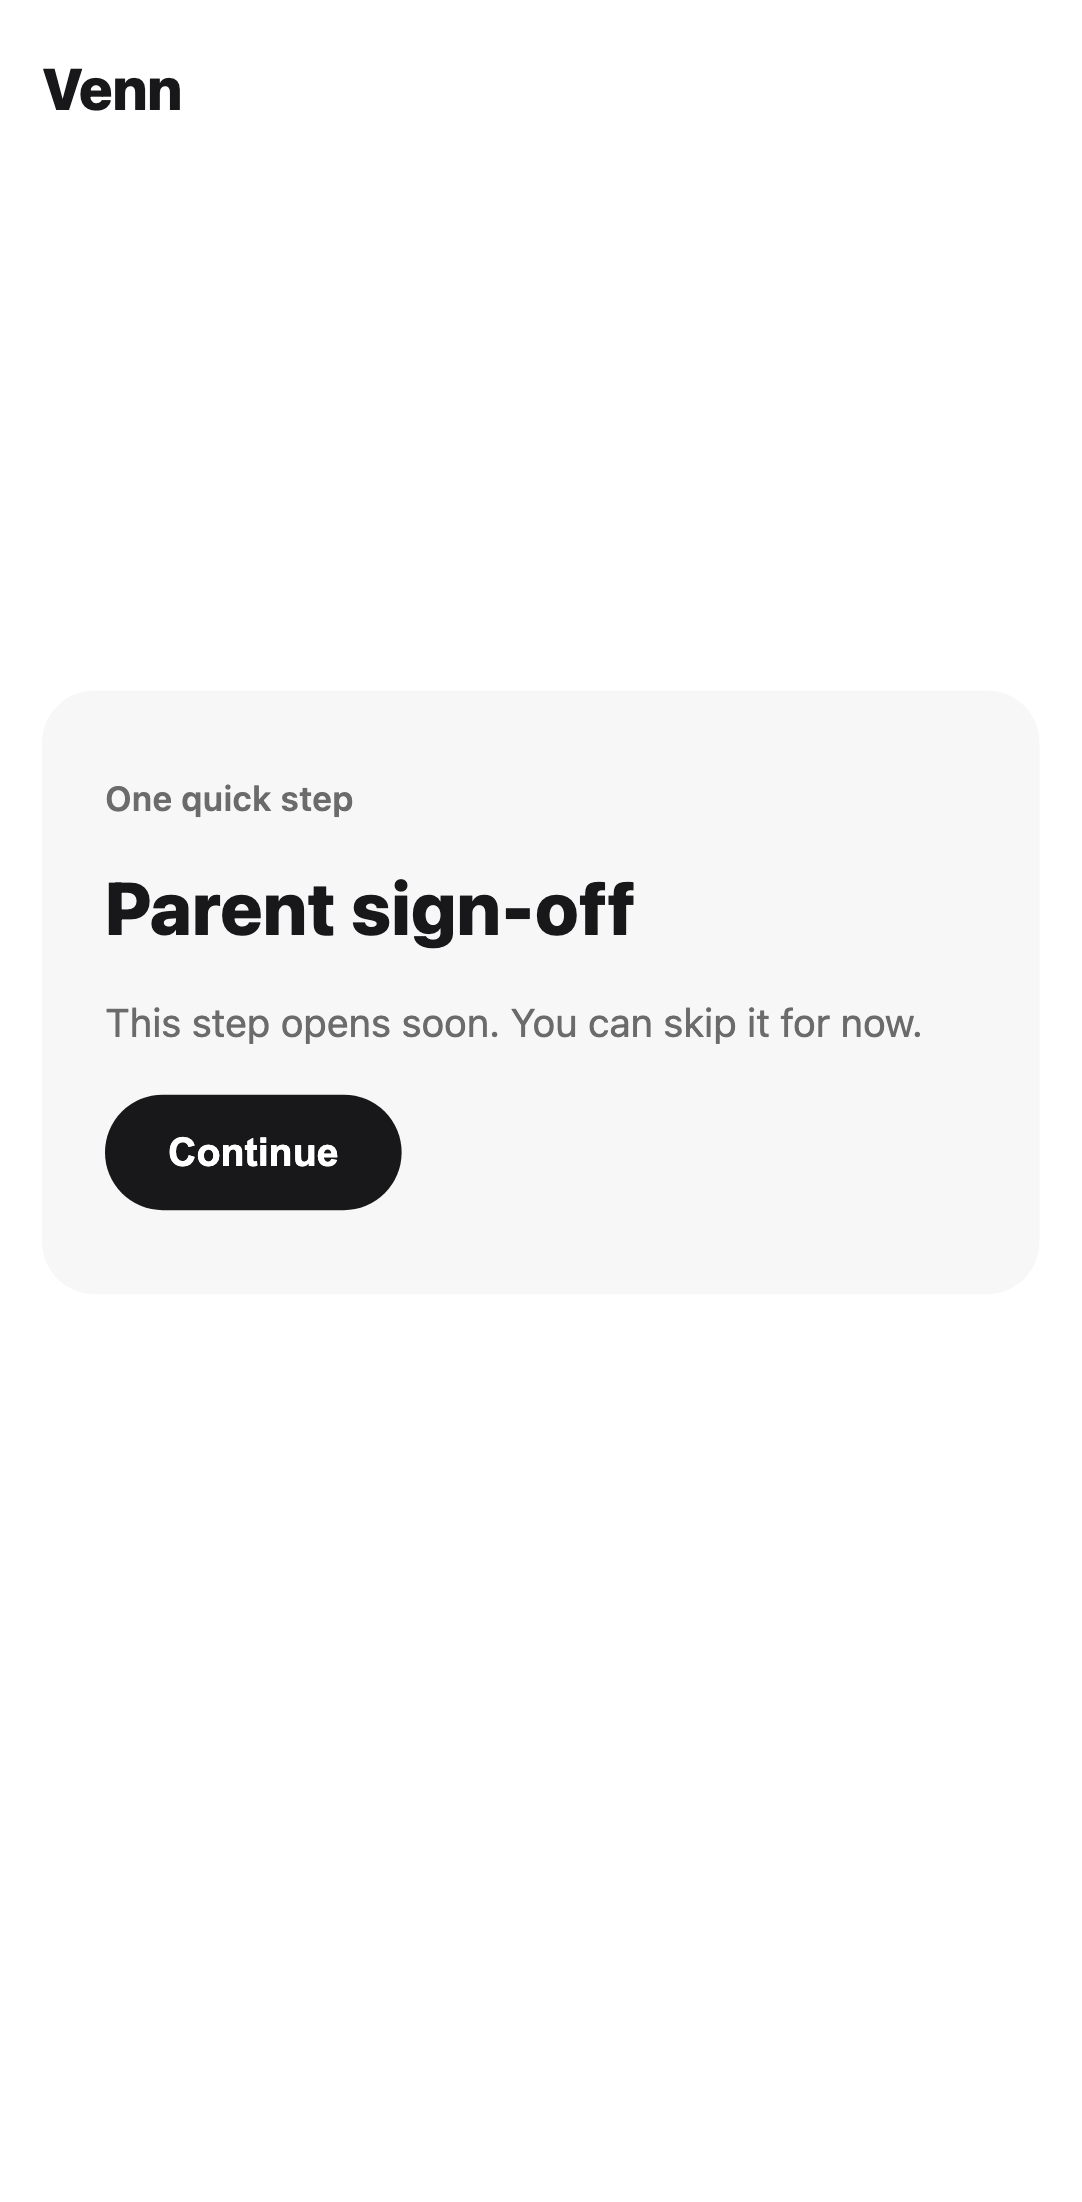 Venn
One quick step
Parent sign-off
This step opens soon. You can skip it for now.
Continue